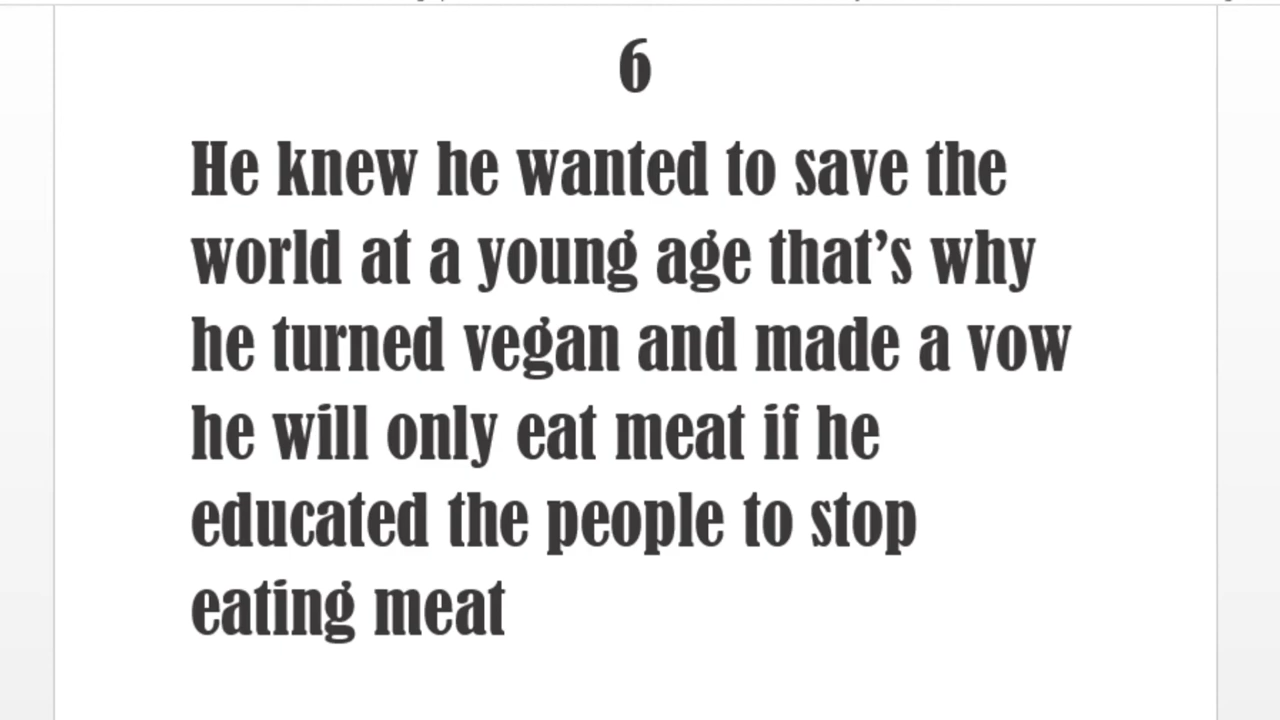 6
He knew he wanted to save the
world at a young age that’s why
he turned vegan and made a vow
he will only eat meat if he
educated the people to stop
eating meat